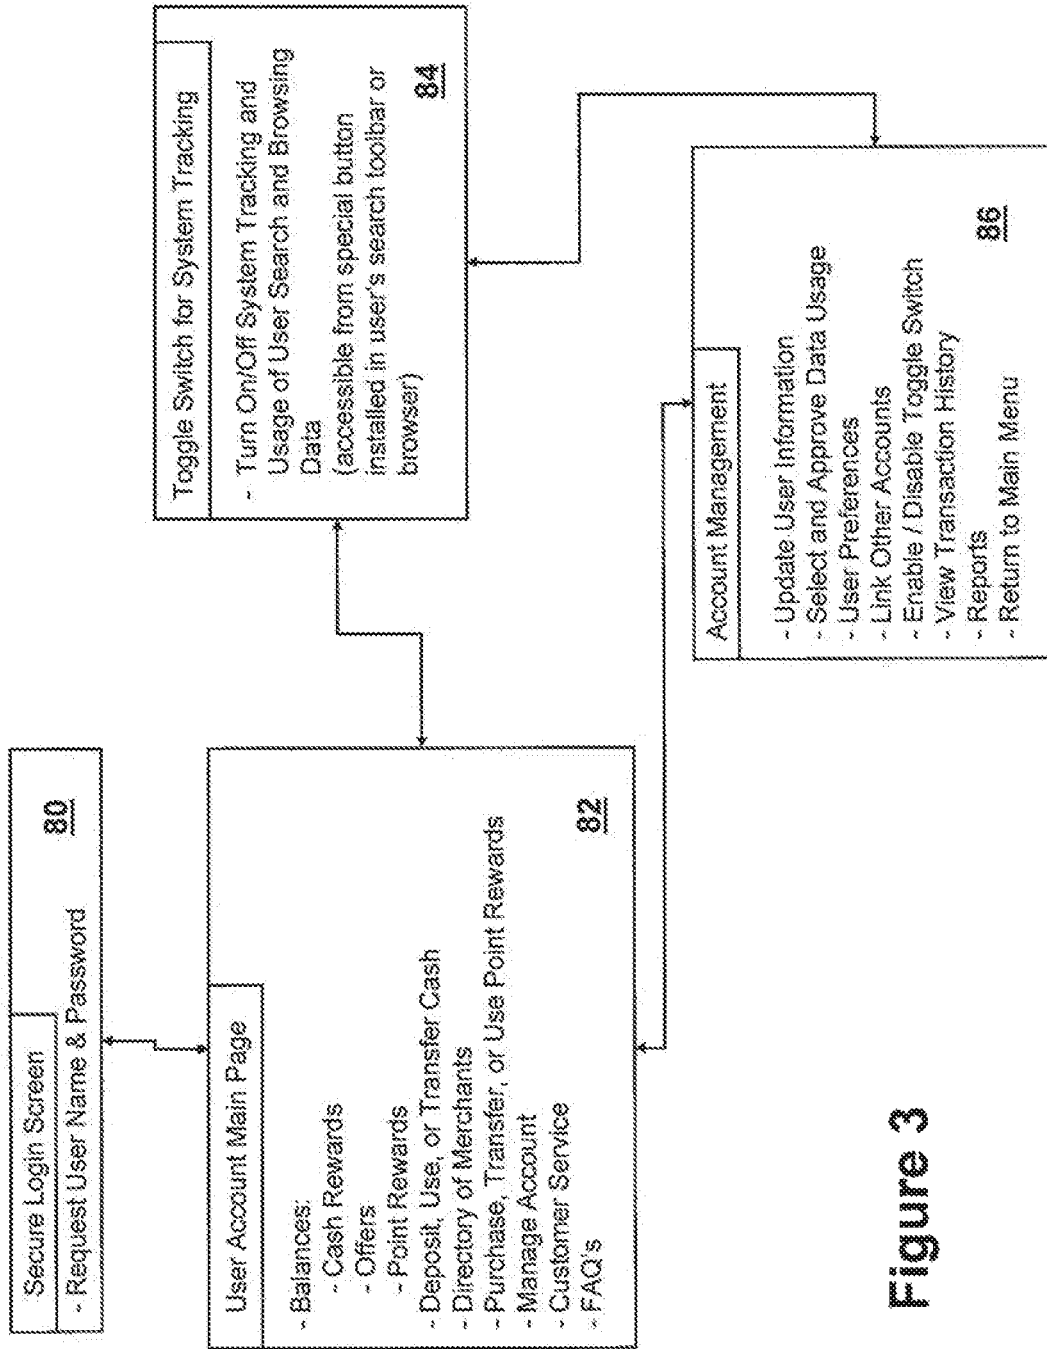 Secure Login Screen
- Request User Name & Password
80
User Account Main Page
- Balances:
- Cash Rewards
- Offers
- Point Rewards
- Deposit, Use, or Transfer Cash
- Directory of Merchants
- Purchase, Transfer, or Use Point Rewards
- Manage Account
- Customer Service
- FAQ's
82
Toggle Switch for System Tracking
- Turn On/Off System Tracking and
Usage of User Search and Browsing
Data
(accessible from special button
installed in user's search toolbar or
browser)
84
Account Management
- Update User Information
- Select and Approve Data Usage
- User Preferences
- Link Other Accounts
- Enable / Disable Toggle Switch
- View Transaction History
- Reports
- Return to Main Menu
86
Figure 3